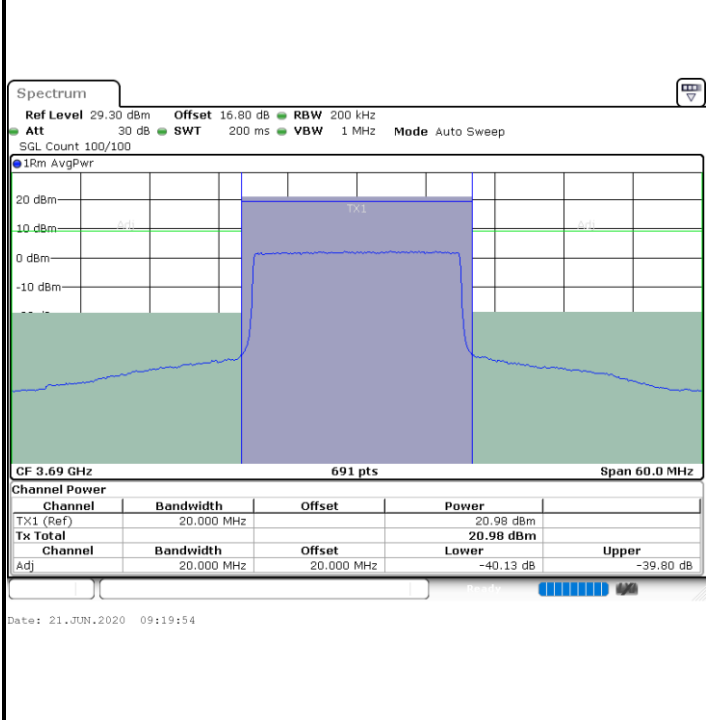 Spectrum
Ref Level 29.30 dBm Offset 16.80 dB RBW 200 kHz
Att 30 dB SWT 200 ms VBW 1 MHz Mode Auto Sweep
SGL Count 100/100
1Rm AvgPwr
20 dBm
TX1
Adj Adj
10 dBm
0 dBm
-10 dBm
CF 3.69 GHz 691 pts Span 60.0 MHz
Channel Power
Channel Bandwidth Offset Power
TX1 (Ref) 20.000 MHz 20.98 dBm
Tx Total 20.98 dBm
Channel Bandwidth Offset Lower Upper
Adj 20.000 MHz 20.000 MHz -40.13 dB -39.80 dB
Ready
Date: 21.JUN.2020 09:19:54